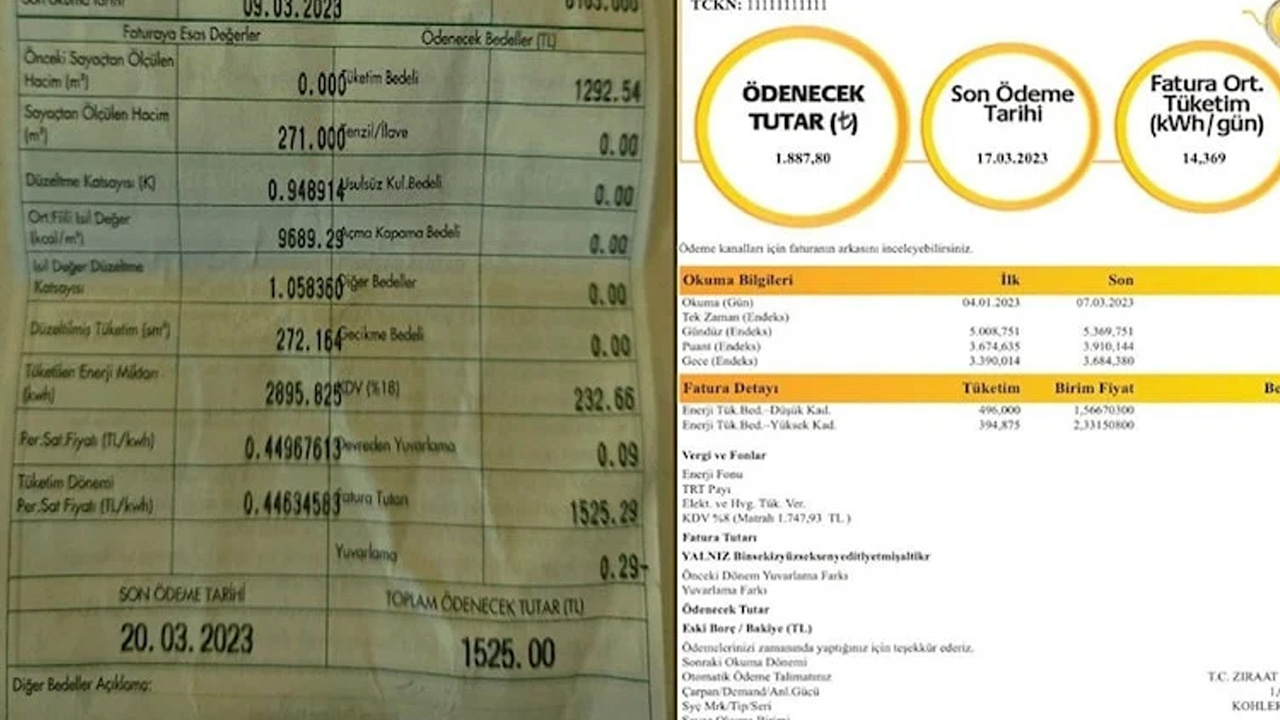 09.03.2023
Faturaya Esas Değerler Ödenecek Bedeller (TL)
Önceki Sayaçtan Ölçülen
Hacim (m³) 0.000 Tüketim Bedeli 1292.54
Sayaçtan Ölçülen Hacim
(m³) 271.000 Tenzil/İlave 0.00
Düzeltme Katsayısı (K) 0.948914 Usulsüz Kul.Bedeli 0.00
Ort.Fiili Isıl Değer
(kcal/m³) 9689.29 Açma Kapama Bedeli 0.00
Isıl Değer Düzeltme
Katsayısı 1.058360 Diğer Bedeller 0.00
Düzeltilmiş Tüketim (sm³) 272.164 Gecikme Bedeli 0.00
Tüketilen Enerji Miktarı
(kwh) 2895.825 KDV (%18) 232.66
Per.Sat.Fiyatı (TL/kwh) 0.44967613 Devreden Yuvarlama 0.09
Tüketim Dönemi
Per.Sat Fiyatı (TL/kwh) 0.44634583 Fatura Tutarı 1525.29
Yuvarlama 0.29-
SON ÖDEME TARİHİ TOPLAM ÖDENECEK TUTAR (TL)
20.03.2023 1525.00
Diğer Bedeller Açıklama:
TCKN: 11111111111
ÖDENECEK
TUTAR (₺)
1.887,80
Son Ödeme
Tarihi
17.03.2023
Fatura Ort.
Tüketim
(kWh/gün)
14,369
Ödeme kanalları için faturanın arkasını inceleyebilirsiniz.
Okuma Bilgileri İlk Son
Okuma (Gün) 04.01.2023 07.03.2023
Tek Zaman (Endeks)
Gündüz (Endeks) 5.008,751 5.369,751
Puant (Endeks) 3.674,635 3.910,144
Gece (Endeks) 3.390,014 3.684,380
Fatura Detayı Tüketim Birim Fiyat Be
Enerji Tük.Bed.-Düşük Kad. 496,000 1,56670300
Enerji Tük.Bed.-Yüksek Kad. 394,875 2,33150800
Vergi ve Fonlar
Enerji Fonu
TRT Payı
Elekt. ve Hvg. Tük. Ver.
KDV %8 (Matrah 1.747,93 TL )
Fatura Tutarı
YALNIZ Binsekizyüzseksenyediltlyetmişaltikr
Önceki Dönem Yuvarlama Farkı
Yuvarlama Farkı
Ödenecek Tutar
Eski Borç / Bakiye (TL)
Ödemelerinizi zamanında yaptığınız için teşekkür ederiz.
Sonraki Okuma Dönemi
Otomatik Ödeme Talimatınız T.C. ZIRAAT
Çarpan/Demand/Anl.Gücü 1,
Syç Mrk/Tip/Seri KOHLER